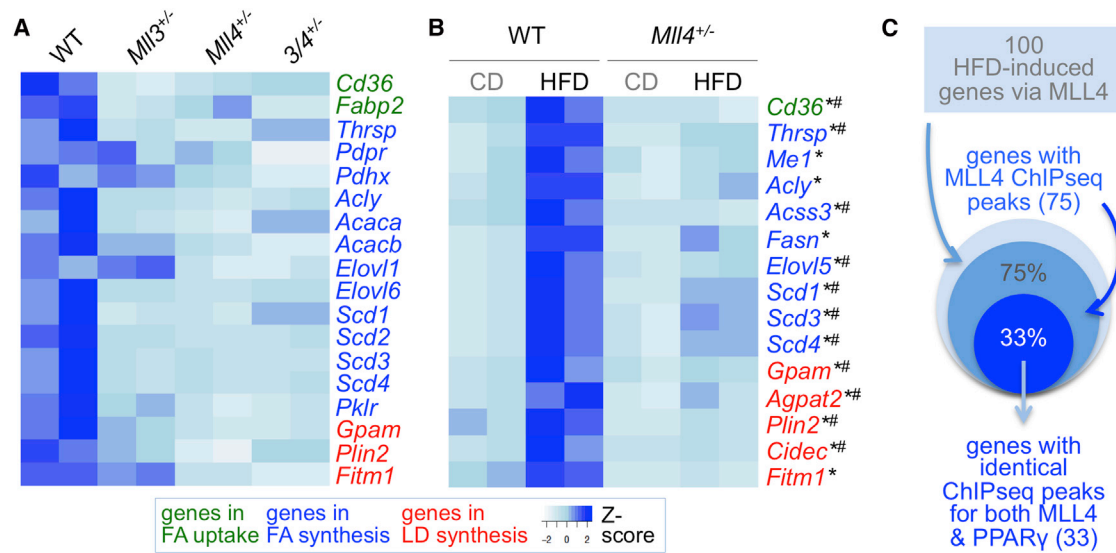 A
WT
Mll3+/-
Mll4+/-
3/4+/-
Cd36
Fabp2
Thrsp
Pdpr
Pdhx
Acly
Acaca
Acacb
Elovl1
Elovl6
Scd1
Scd2
Scd3
Scd4
Pklr
Gpam
Plin2
Fitm1
B
WT
Mll4+/-
CD
HFD
CD
HFD
Cd36*#
Thrsp*#
Me1*
Acly*
Acss3*#
Fasn*
Elovl5*#
Scd1*#
Scd3*#
Scd4*#
Gpam*#
Agpat2*#
Plin2*#
Cidec*#
Fitm1*
genes in
FA uptake
genes in
FA synthesis
genes in
LD synthesis
-2 0 2
Z-
score
C
100
HFD-induced
genes via MLL4
genes with
MLL4 ChIPseq
peaks (75)
75%
33%
genes with
identical
ChIPseq peaks
for both MLL4
& PPARγ (33)